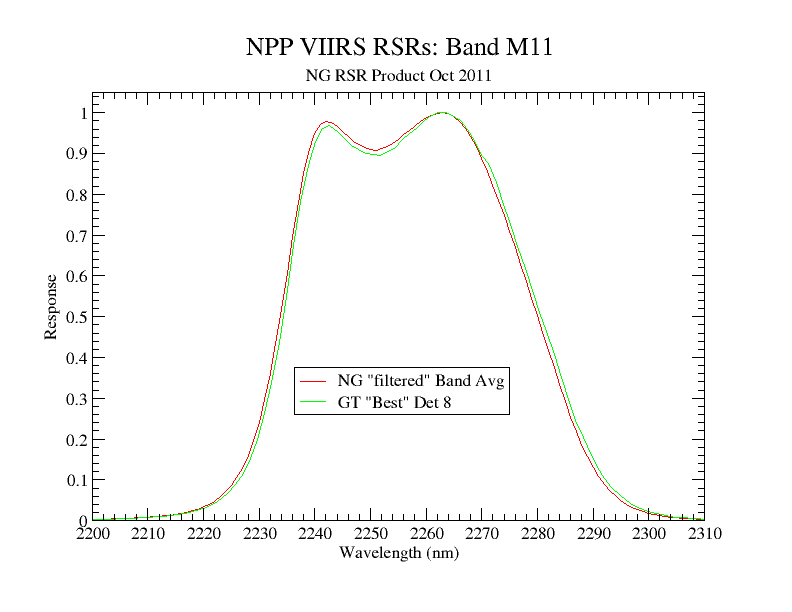 NPP VIIRS RSRs: Band M11
NG RSR Product Oct 2011
1
0.9
0.8
0.7
0.6
0.5
0.4
0.3
0.2
0.1
0
Response
NG "filtered" Band Avg
GT "Best" Det 8
2200 2210 2220 2230 2240 2250 2260 2270 2280 2290 2300 2310
Wavelength (nm)